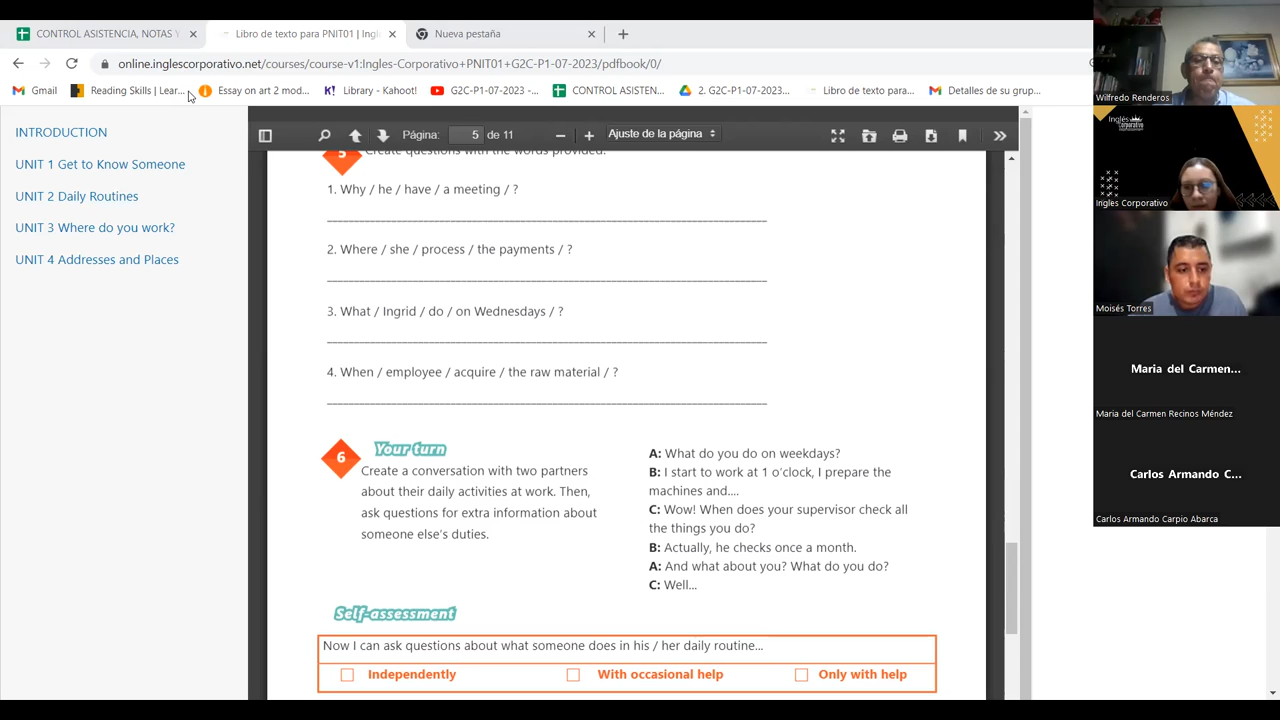 CONTROL ASISTENCIA, NOTAS Y
Libro de texto para PNIT01 | Ingl
Nueva pestaña
online.inglescorporativo.net/courses/course-v1:Ingles-Corporativo+PNIT01+G2C-P1-07-2023/pdfbook/0/
Gmail
Reading Skills | Lear...
Essay on art 2 mod...
Library - Kahoot!
G2C-P1-07-2023 -...
CONTROL ASISTEN...
2. G2C-P1-07-2023...
Libro de texto para...
Detalles de su grup...
INTRODUCTION
UNIT 1 Get to Know Someone
UNIT 2 Daily Routines
UNIT 3 Where do you work?
UNIT 4 Addresses and Places
Página: 5 de 11
Ajuste de la página
5 Create questions with the words provided.
1. Why / he / have / a meeting / ?
2. Where / she / process / the payments / ?
3. What / Ingrid / do / on Wednesdays / ?
4. When / employee / acquire / the raw material / ?
6
Your turn
Create a conversation with two partners
about their daily activities at work. Then,
ask questions for extra information about
someone else's duties.
A: What do you do on weekdays?
B: I start to work at 1 o'clock, I prepare the
machines and....
C: Wow! When does your supervisor check all
the things you do?
B: Actually, he checks once a month.
A: And what about you? What do you do?
C: Well...
Self-assessment
Now I can ask questions about what someone does in his / her daily routine...
Independently
With occasional help
Only with help
Wilfredo Renderos
Inglés
Corporativo
Ingles Corporativo
Moisés Torres
Maria del Carmen...
Maria del Carmen Recinos Méndez
Carlos Armando C...
Carlos Armando Carpio Abarca